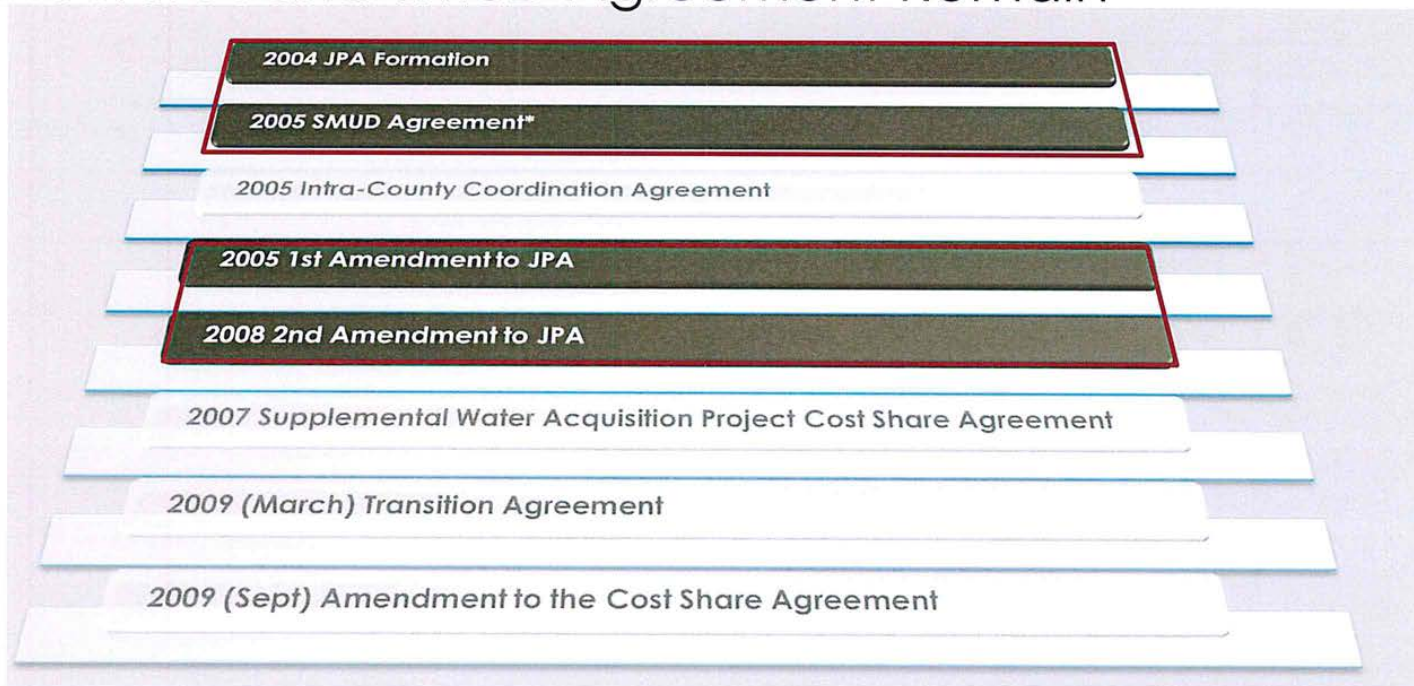 Agreement Remain
2004 JPA Formation
2005 SMUD Agreement*
2005 Intra-County Coordination Agreement
2005 1st Amendment to JPA
2008 2nd Amendment to JPA
2007 Supplemental Water Acquisition Project Cost Share Agreement
2009 (March) Transition Agreement
2009 (Sept) Amendment to the Cost Share Agreement